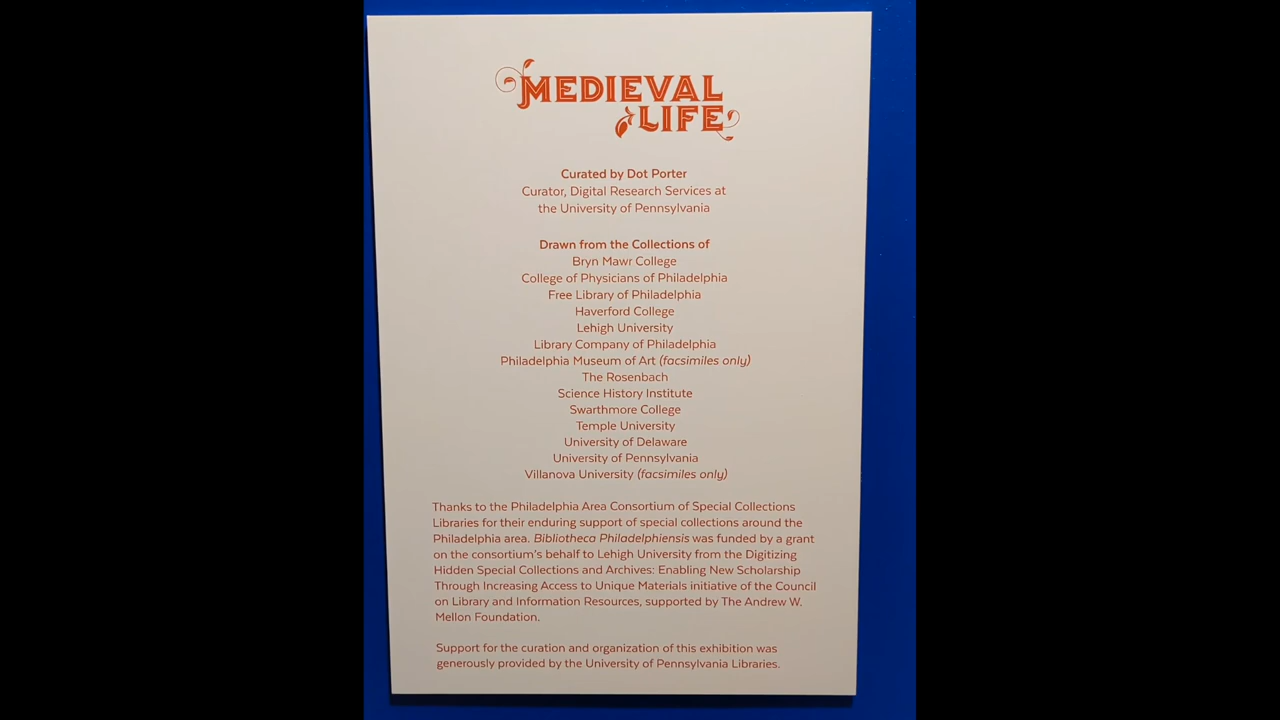 MEDIEVAL
LIFE
Curated by Dot Porter
Curator, Digital Research Services at
the University of Pennsylvania
Drawn from the Collections of
Bryn Mawr College
College of Physicians of Philadelphia
Free Library of Philadelphia
Haverford College
Lehigh University
Library Company of Philadelphia
Philadelphia Museum of Art (facsimiles only)
The Rosenbach
Science History Institute
Swarthmore College
Temple University
University of Delaware
University of Pennsylvania
Villanova University (facsimiles only)
Thanks to the Philadelphia Area Consortium of Special Collections
Libraries for their enduring support of special collections around the
Philadelphia area. Bibliotheca Philadelphiensis was funded by a grant
on the consortium's behalf to Lehigh University from the Digitizing
Hidden Special Collections and Archives: Enabling New Scholarship
Through Increasing Access to Unique Materials initiative of the Council
on Library and Information Resources, supported by The Andrew W.
Mellon Foundation.
Support for the curation and organization of this exhibition was
generously provided by the University of Pennsylvania Libraries.